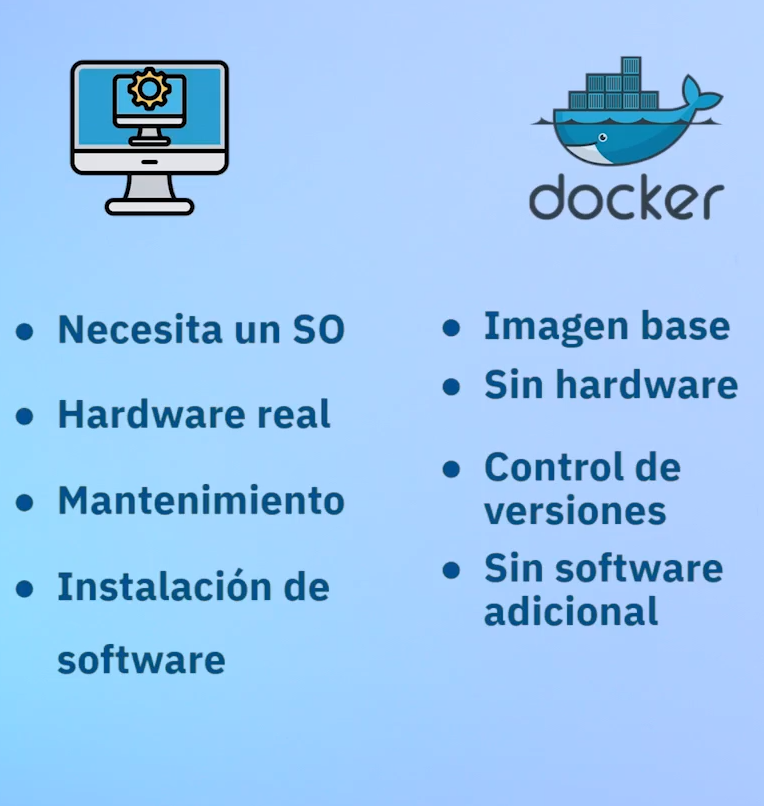 docker
● Necesita un SO
● Hardware real
● Mantenimiento
● Instalación de
software
● Imagen base
● Sin hardware
● Control de
versiones
● Sin software
adicional